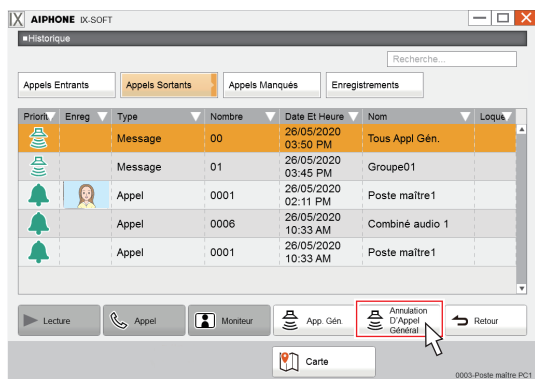 AIPHONE IX-SOFT
■Historique
Recherche...
Appels Entrants Appels Sortants Appels Manqués Enregistrements
Priorit Enreg Type Nombre Date Et Heure Nom Loque
Message 00 26/05/2020 03:50 PM Tous Appl Gén.
Message 01 26/05/2020 03:45 PM Groupe01
Appel 0001 26/05/2020 02:11 PM Poste maître1
Appel 0006 26/05/2020 10:33 AM Combiné audio 1
Appel 0001 26/05/2020 10:33 AM Poste maître1
Lecture Appel Moniteur App. Gén. Annulation D'Appel Général Retour
Carte
0003-Poste maître PC1